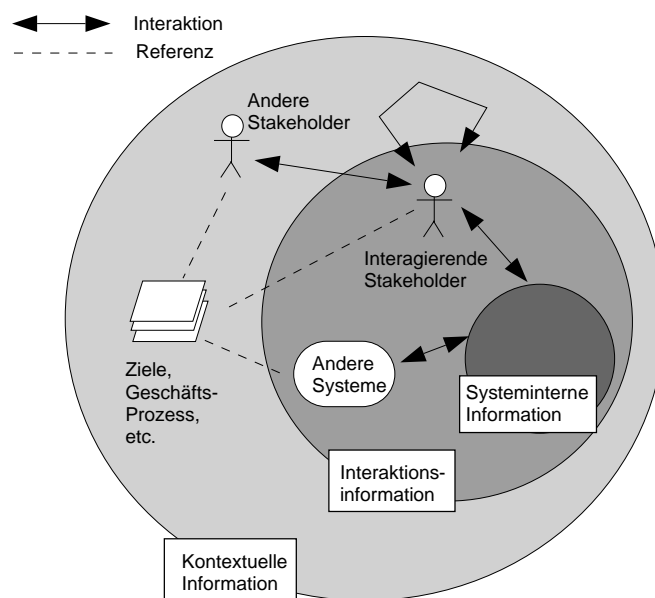 Interaktion
Referenz
Andere
Stakeholder
Interagierende
Stakeholder
Ziele,
Geschäfts-
Prozess,
etc.
Andere
Systeme
Systeminterne
Information
Interaktions-
information
Kontextuelle
Information